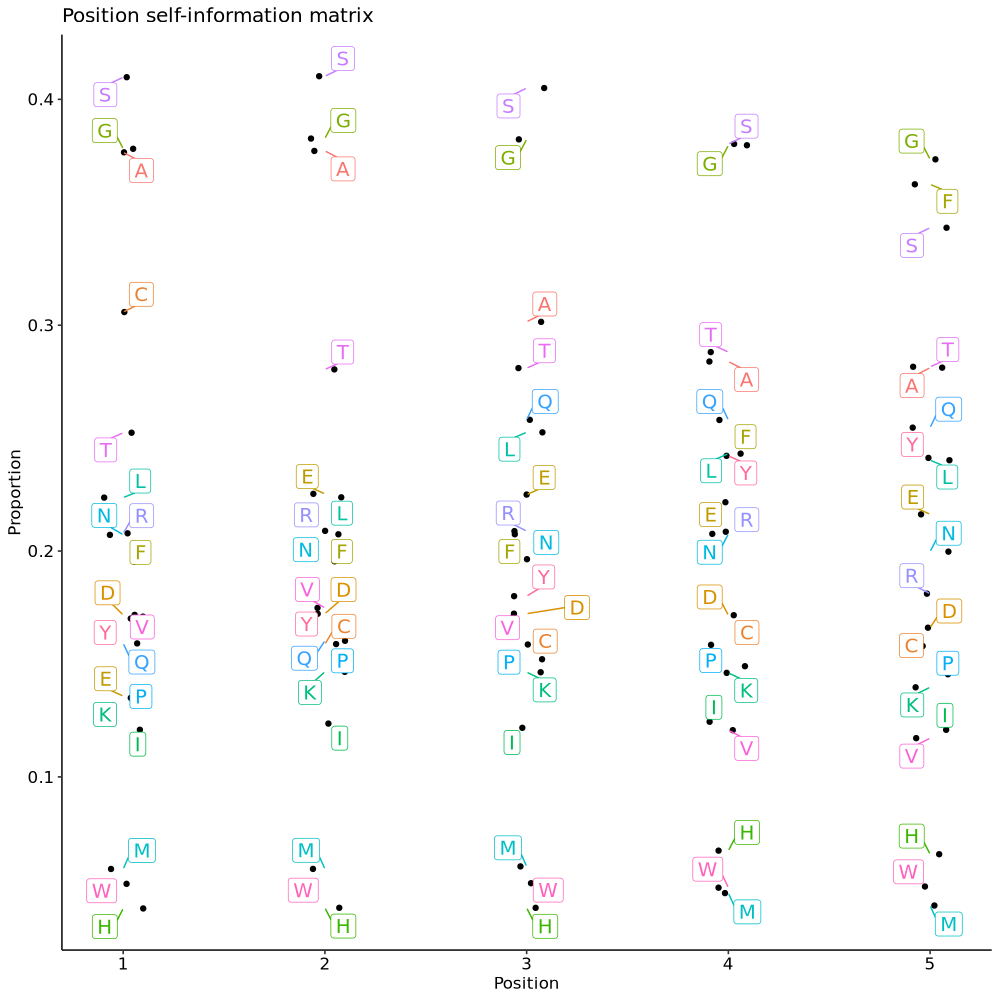 Position self-information matrix
Proportion
0.4
0.3
0.2
0.1
S
G
A
C
T
L
N
R
F
D
Y
V
Q
E
P
K
I
M
W
H
S
G
A
T
E
R
L
N
F
V
D
Y
C
Q
P
K
I
M
W
H
S
G
A
T
Q
L
E
R
N
F
Y
D
V
C
P
K
I
M
W
H
S
G
T
A
Q
F
L
Y
E
R
N
D
C
P
K
I
V
H
W
M
G
F
S
T
A
Q
Y
L
E
N
R
D
C
P
K
I
V
H
W
M
1
2
3
4
5
Position